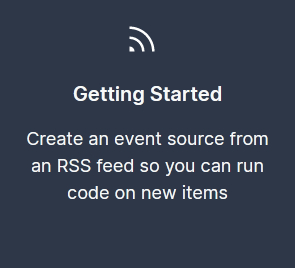 Getting Started
Create an event source from
an RSS feed so you can run
code on new items